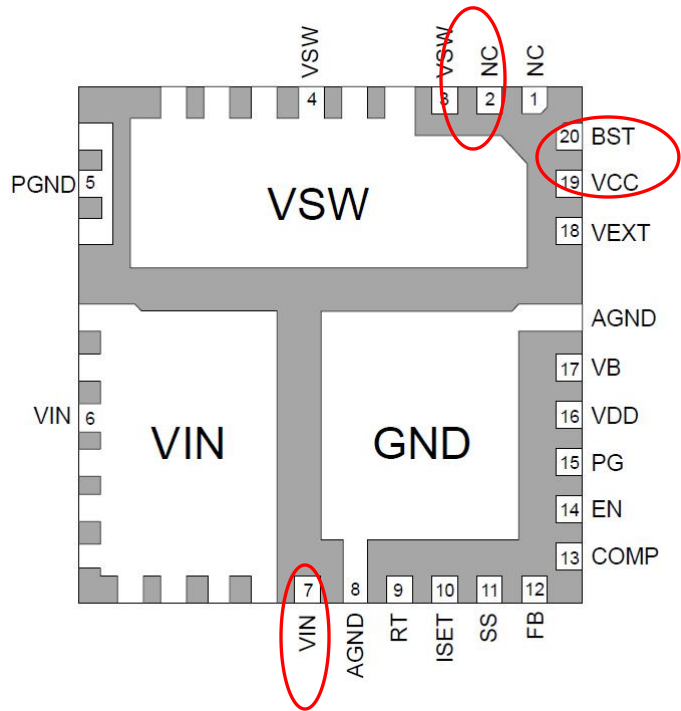 VSW
VSW
NC
NC
4
3
2
1
20 BST
PGND 5
19 VCC
VSW
18 VEXT
AGND
17 VB
VIN 6
16 VDD
VIN
GND
15 PG
14 EN
13 COMP
7
8
9
10
11
12
VIN
AGND
RT
ISET
SS
FB